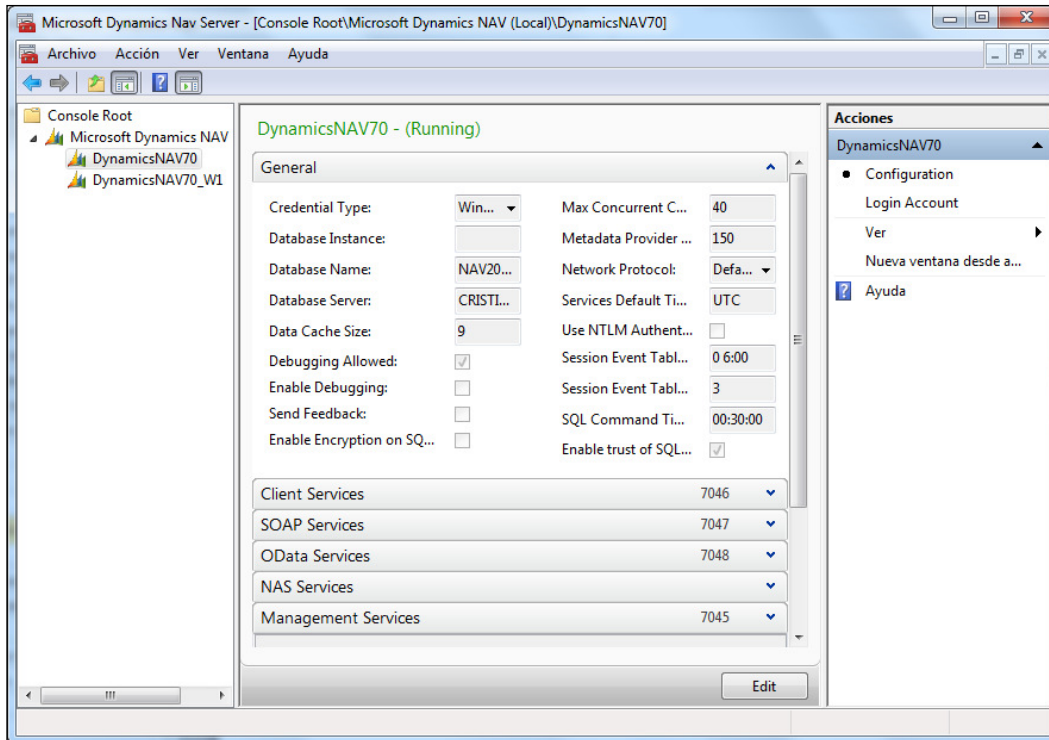 Microsoft Dynamics Nav Server - [Console Root\Microsoft Dynamics NAV (Local)\DynamicsNAV70]
Archivo Acción Ver Ventana Ayuda
Console Root
Microsoft Dynamics NAV
DynamicsNAV70
DynamicsNAV70_W1
DynamicsNAV70 - (Running)
General
Credential Type: Win...
Database Instance:
Database Name: NAV20...
Database Server: CRISTI...
Data Cache Size: 9
Debugging Allowed:
Enable Debugging:
Send Feedback:
Enable Encryption on SQ...
Max Concurrent C... 40
Metadata Provider ... 150
Network Protocol: Defa...
Services Default Ti... UTC
Use NTLM Authent...
Session Event Tabl... 0 6:00
Session Event Tabl... 3
SQL Command Ti... 00:30:00
Enable trust of SQL...
Client Services 7046
SOAP Services 7047
OData Services 7048
NAS Services
Management Services 7045
Edit
Acciones
DynamicsNAV70
Configuration
Login Account
Ver
Nueva ventana desde a...
Ayuda